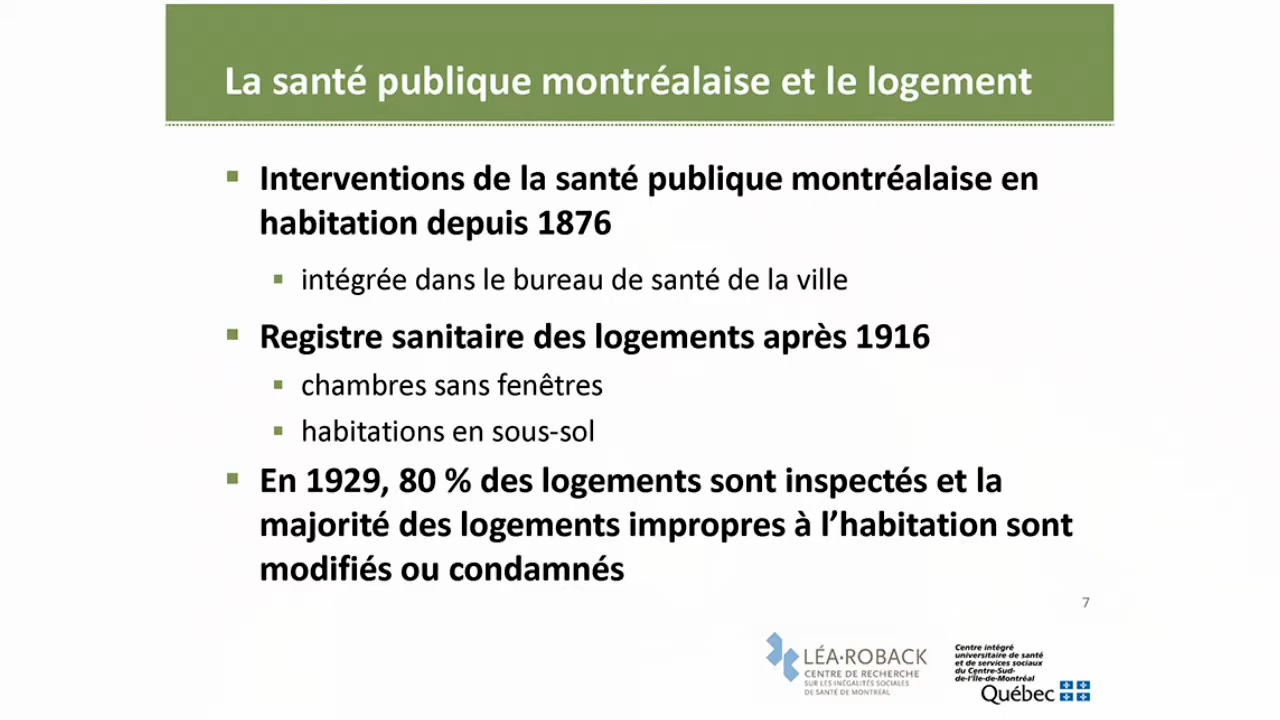 La santé publique montréalaise et le logement
Interventions de la santé publique montréalaise en
habitation depuis 1876
intégrée dans le bureau de santé de la ville
Registre sanitaire des logements après 1916
chambres sans fenêtres
habitations en sous-sol
En 1929, 80 % des logements sont inspectés et la
majorité des logements impropres à l’habitation sont
modifiés ou condamnés
7
LÉA·ROBACK
CENTRE DE RECHERCHE
SUR LES INÉGALITÉS SOCIALES
DE SANTÉ DE MONTRÉAL
Centre intégré
universitaire de santé
et de services sociaux
du Centre-Sud-
de-l’Île-de-Montréal
Québec